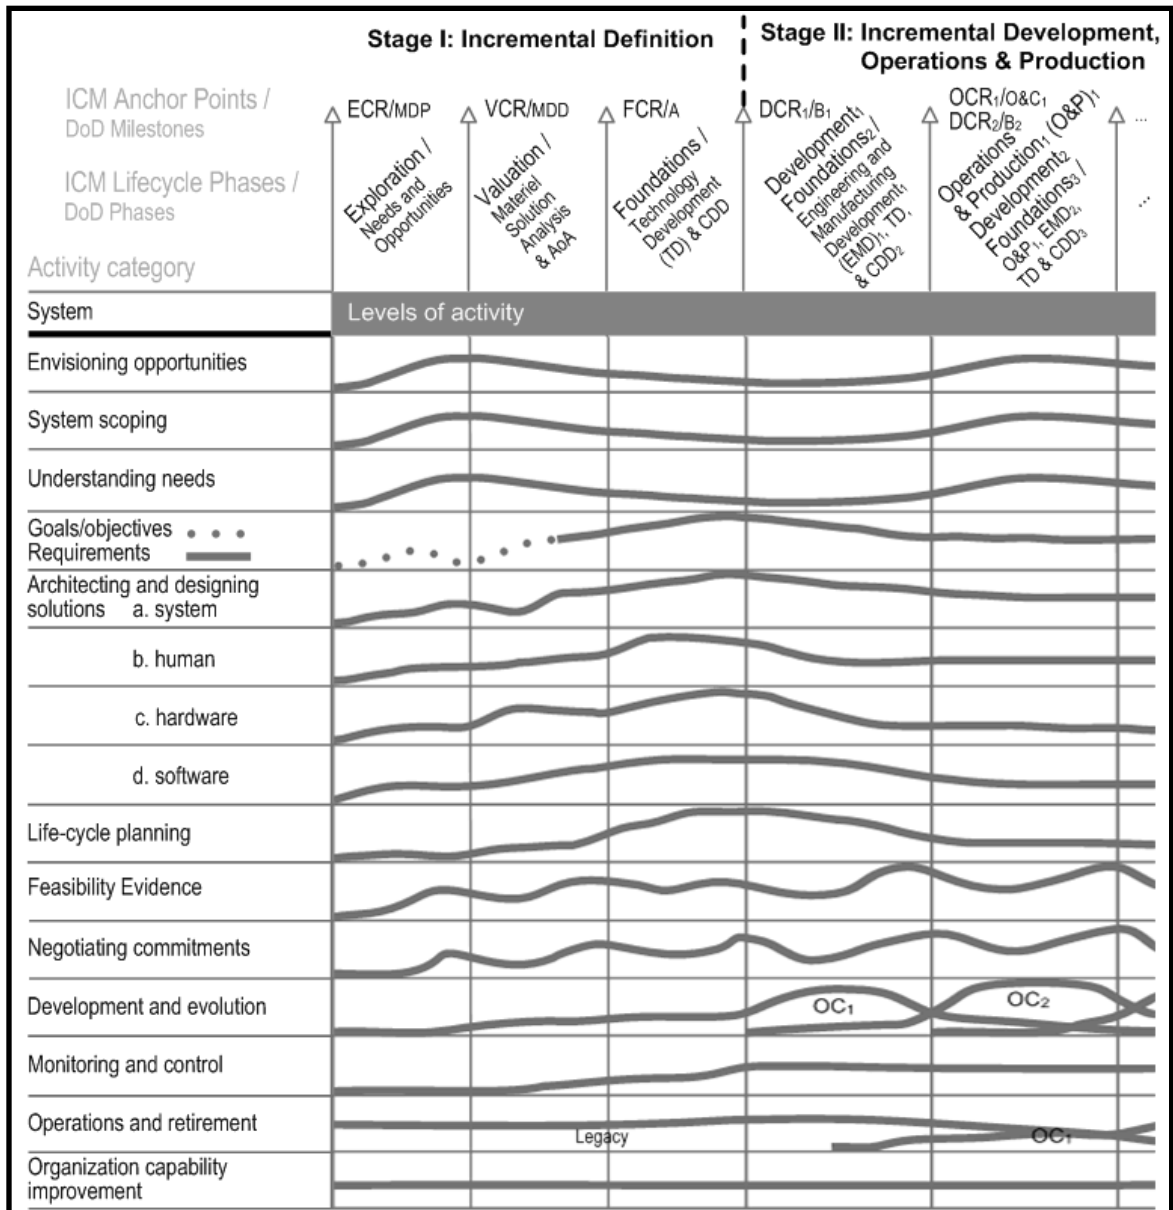 Stage I: Incremental Definition
Stage II: Incremental Development,
Operations & Production
ICM Anchor Points /
DoD Milestones
ECR/MDP
VCR/MDD
FCR/A
DCR₁/B₁
OCR₁/O&C₁
DCR₂/B₂
...
ICM Lifecycle Phases /
DoD Phases
Exploration /
Needs and
Opportunities
Valuation /
Materiel
Solution
Analysis
& AoA
Foundations /
Technology
Development
(TD) & CDD
Development₁
Foundations₂ /
Engineering and
Manufacturing
Development₁
(EMD)₁, TD,
& CDD₂
Operations
& Production₁ (O&P)₁
Development₂
Foundations₃ /
O&P₁, EMD₂,
TD & CDD₃
...
Activity category
System
Levels of activity
Envisioning opportunities
System scoping
Understanding needs
Goals/objectives
Requirements
Architecting and designing
solutions a. system
b. human
c. hardware
d. software
Life-cycle planning
Feasibility Evidence
Negotiating commitments
Development and evolution
OC₁
OC₂
Monitoring and control
Operations and retirement
Legacy
OC₁
Organization capability
improvement